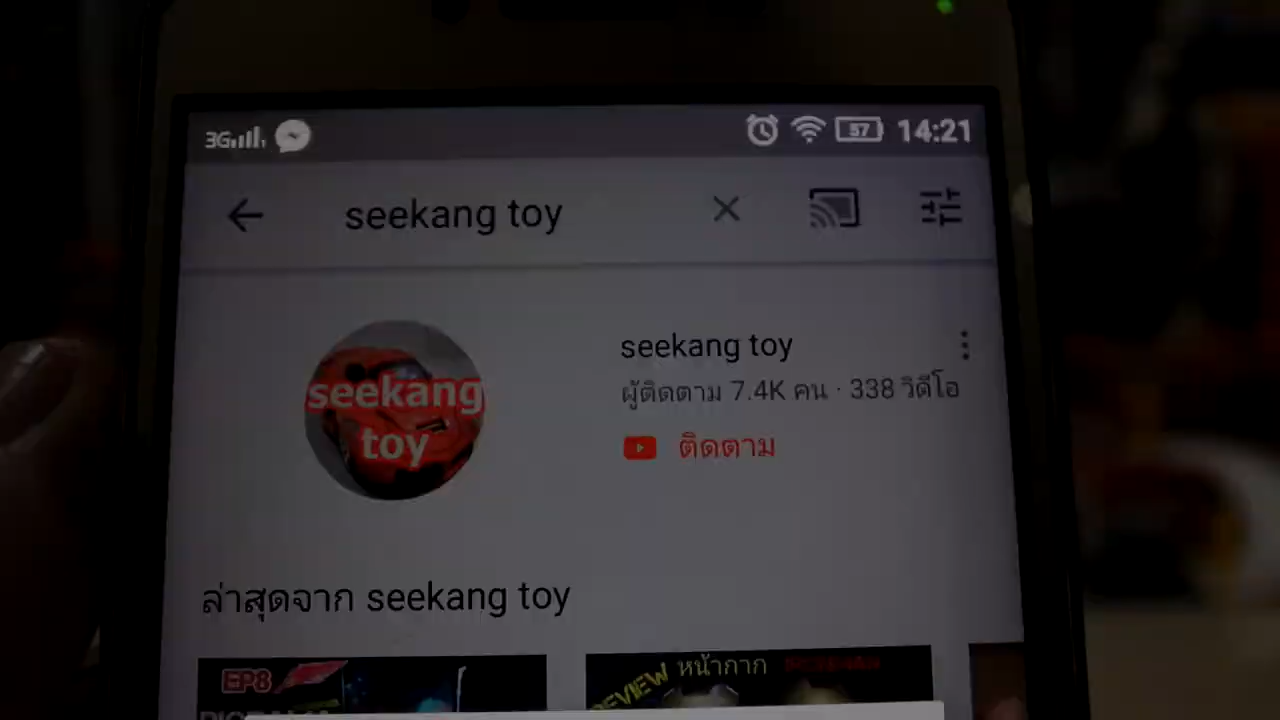 3G 57 14:21
seekang toy
seekang
toy
seekang toy
ผู้ติดตาม 7.4K คน · 338 วิดีโอ
ติดตาม
ล่าสุดจาก seekang toy
EP8
REVIEW หน้ากาก